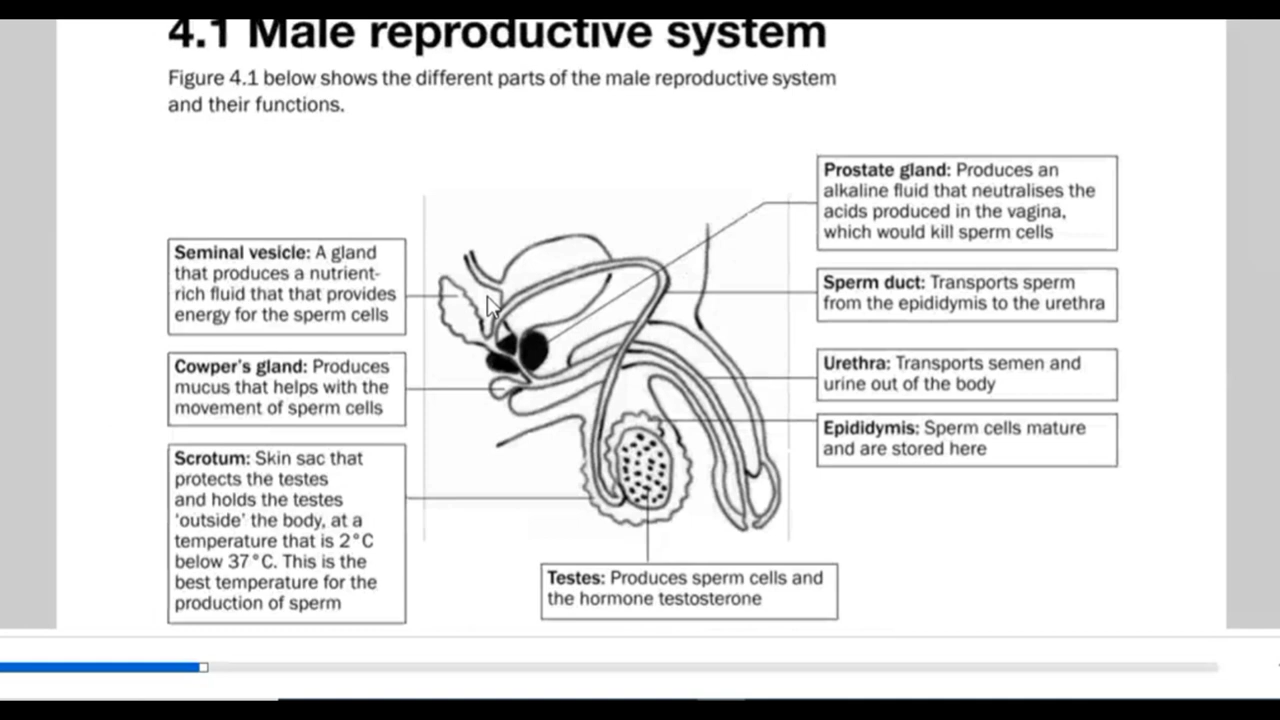 4.1 Male reproductive system
Figure 4.1 below shows the different parts of the male reproductive system
and their functions.
Prostate gland: Produces an
alkaline fluid that neutralises the
acids produced in the vagina,
which would kill sperm cells
Seminal vesicle: A gland
that produces a nutrient-
rich fluid that that provides
energy for the sperm cells
Sperm duct: Transports sperm
from the epididymis to the urethra
Cowper's gland: Produces
mucus that helps with the
movement of sperm cells
Urethra: Transports semen and
urine out of the body
Epididymis: Sperm cells mature
and are stored here
Scrotum: Skin sac that
protects the testes
and holds the testes
'outside' the body, at a
temperature that is 2°C
below 37°C. This is the
best temperature for the
production of sperm
Testes: Produces sperm cells and
the hormone testosterone